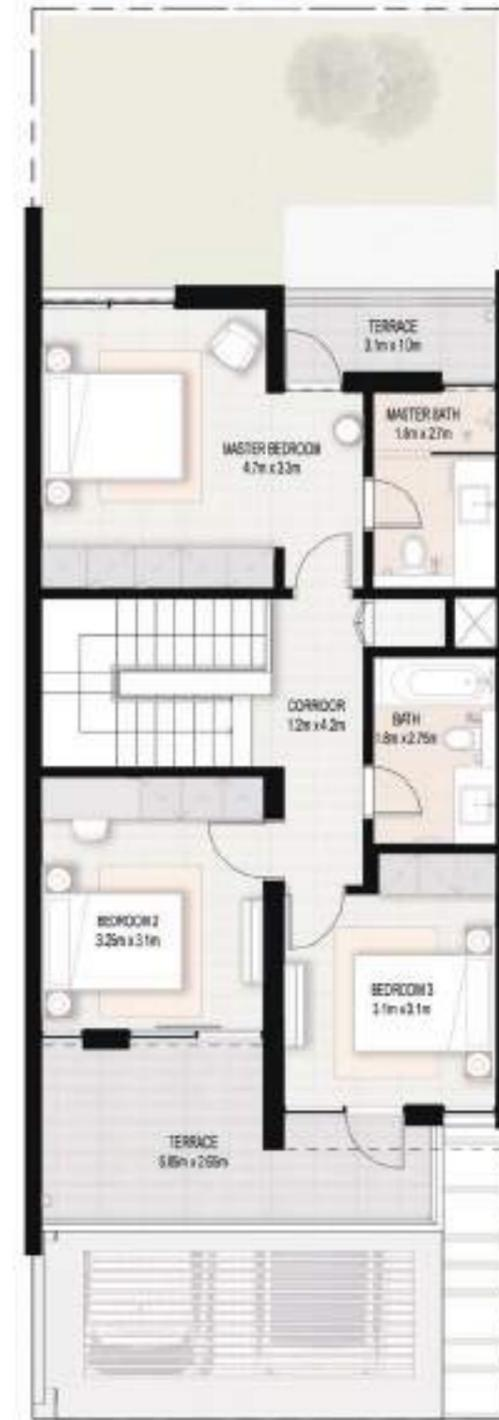 TERRACE
3.1m x 1.0m
MASTER BATH
1.8m x 2.7m
MASTER BEDROOM
4.7m x 3.3m
CORRIDOR
1.2m x 4.2m
BATH
1.8m x 2.75m
BEDROOM 2
3.25m x 3.1m
BEDROOM 3
3.1m x 3.1m
TERRACE